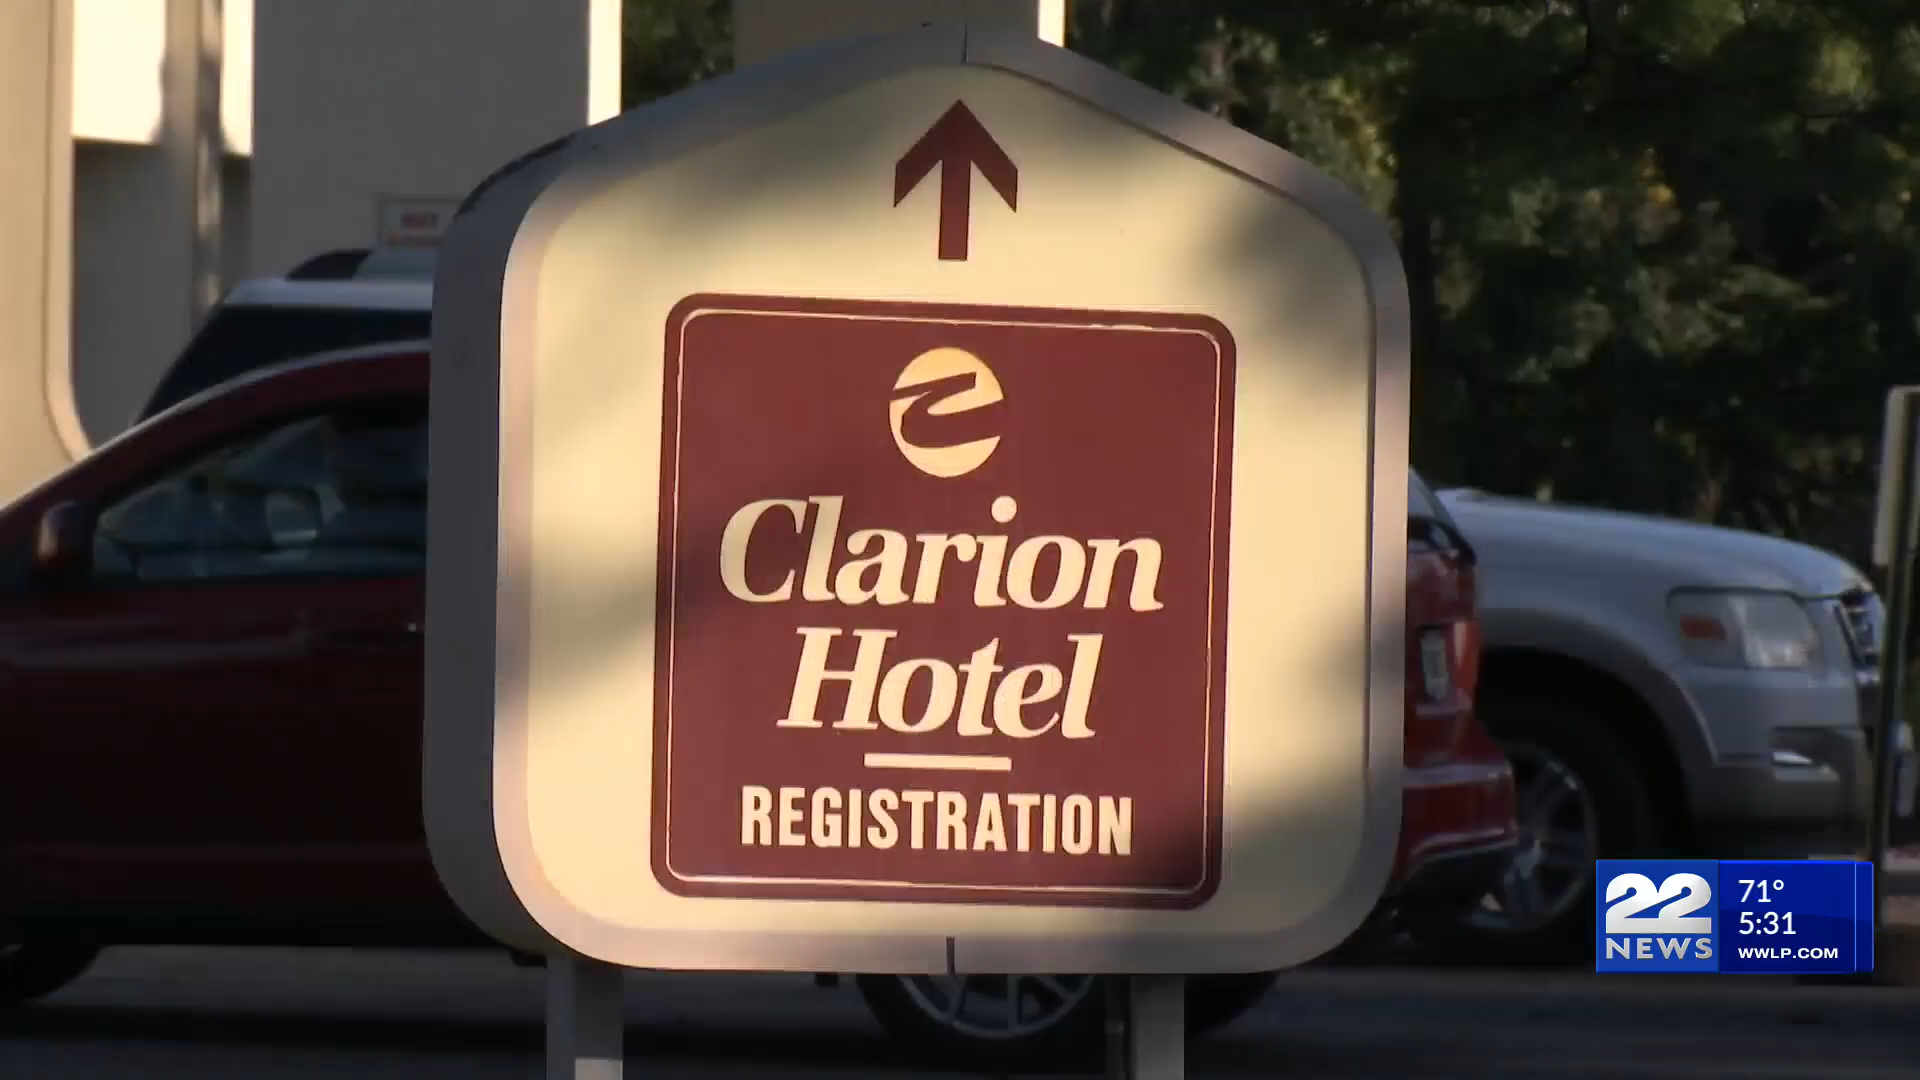 Clarion
Hotel
REGISTRATION
22
NEWS
71°
5:31
WWLP.COM